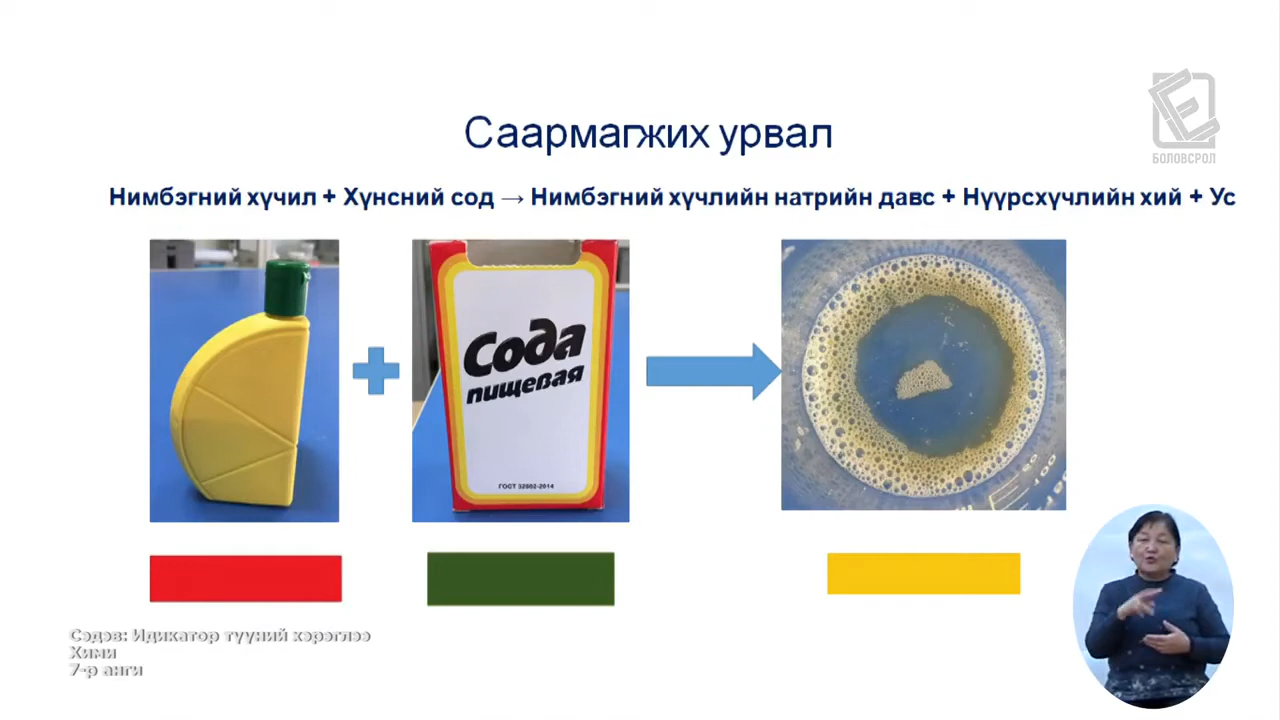 БОЛОВСРОЛ
Саармагжих урвал
Нимбэгний хүчил + Хүнсний сод → Нимбэгний хүчлийн натрийн давс + Нүүрсхүчлийн хий + Ус
Сода
пищевая
ГОСТ 32802-2014
Сэдэв: Идикатор түүний хэрэглээ
Хими
7-р анги